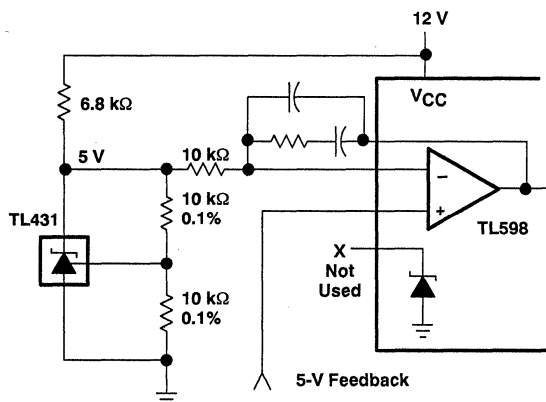 12 V
VCC
6.8 kΩ
5 V
10 kΩ
TL431
10 kΩ
0.1%
−
+
TL598
X
Not
Used
10 kΩ
0.1%
5-V Feedback